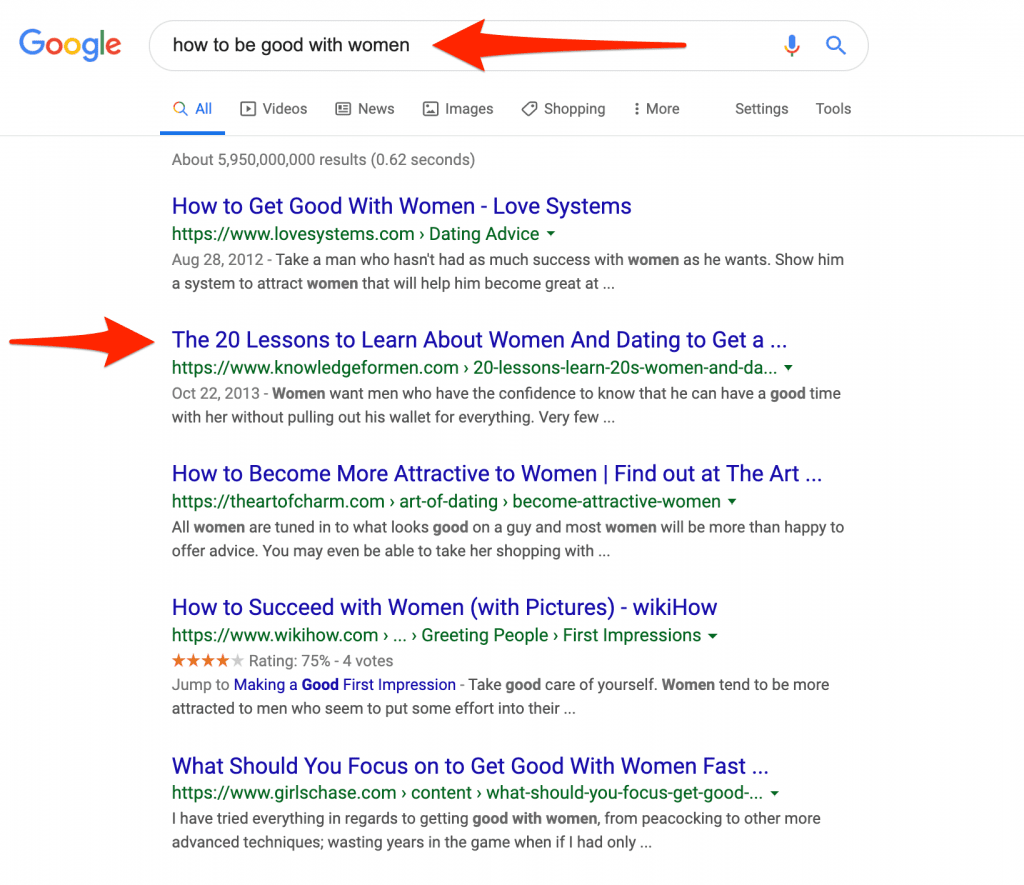 Google
how to be good with women
All Videos News Images Shopping More Settings Tools
About 5,950,000,000 results (0.62 seconds)
How to Get Good With Women - Love Systems
https://www.lovesystems.com › Dating Advice
Aug 28, 2012 - Take a man who hasn't had as much success with women as he wants. Show him
a system to attract women that will help him become great at ...
The 20 Lessons to Learn About Women And Dating to Get a ...
https://www.knowledgeformen.com › 20-lessons-learn-20s-women-and-da...
Oct 22, 2013 - Women want men who have the confidence to know that he can have a good time
with her without pulling out his wallet for everything. Very few ...
How to Become More Attractive to Women | Find out at The Art ...
https://theartofcharm.com › art-of-dating › become-attractive-women
All women are tuned in to what looks good on a guy and most women will be more than happy to
offer advice. You may even be able to take her shopping with ...
How to Succeed with Women (with Pictures) - wikiHow
https://www.wikihow.com › ... › Greeting People › First Impressions
Rating: 75% - 4 votes
Jump to Making a Good First Impression - Take good care of yourself. Women tend to be more
attracted to men who seem to put some effort into their ...
What Should You Focus on to Get Good With Women Fast ...
https://www.girlschase.com › content › what-should-you-focus-get-good-...
I have tried everything in regards to getting good with women, from peacocking to other more
advanced techniques; wasting years in the game when if I had only ...